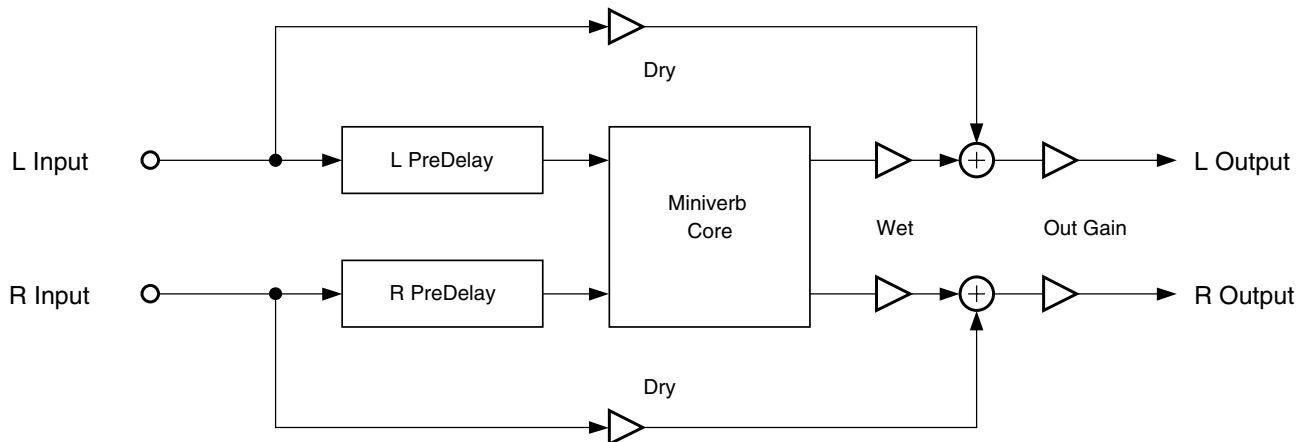 Dry
L Input
L PreDelay
L Output
Miniverb
Core
Wet
Out Gain
R Input
R PreDelay
R Output
Dry